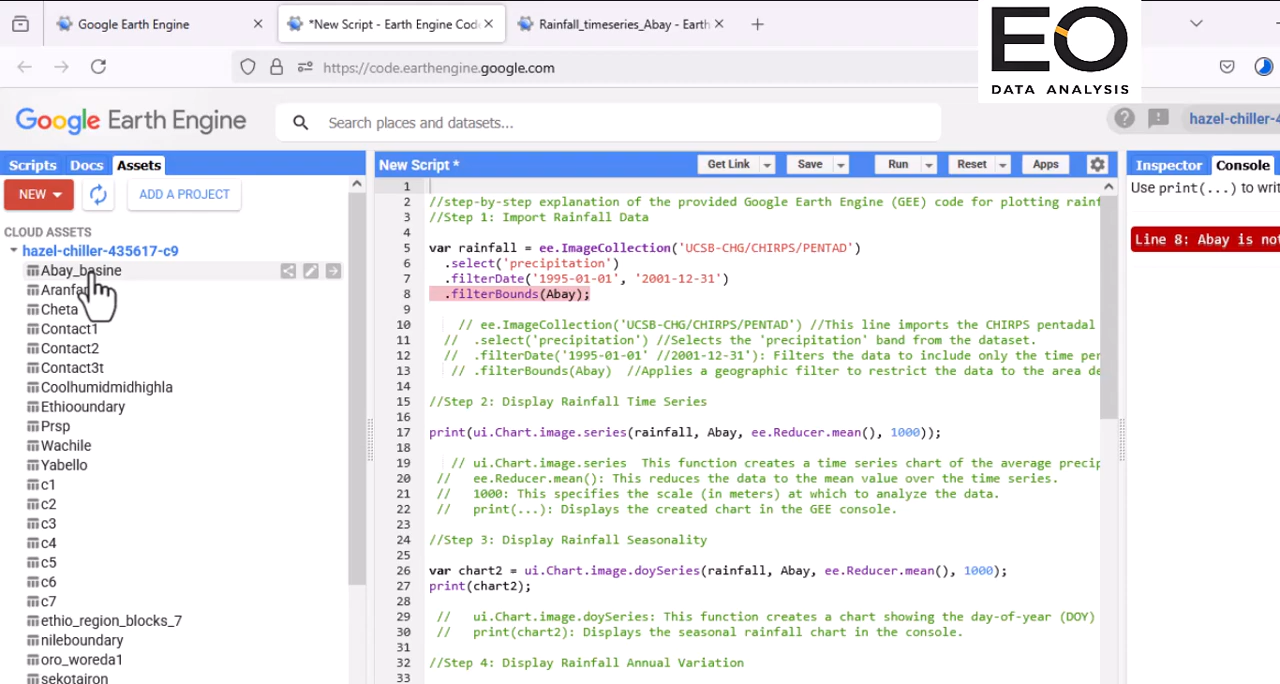 Google Earth Engine
*New Script - Earth Engine Code
Rainfall_timeseries_Abay - Earth
EO
DATA ANALYSIS
https://code.earthengine.google.com
Google Earth Engine
Search places and datasets...
hazel-chiller-4
Scripts Docs Assets
NEW
ADD A PROJECT
CLOUD ASSETS
hazel-chiller-435617-c9
Abay_basine
Aranfam
Cheta
Contact1
Contact2
Contact3t
Coolhumidmidhighla
Ethiooundary
Prsp
Wachile
Yabello
c1
c2
c3
c4
c5
c6
c7
ethio_region_blocks_7
nileboundary
oro_woreda1
sekotairon
New Script *
Get Link Save Run Reset Apps
1
2 //step-by-step explanation of the provided Google Earth Engine (GEE) code for plotting rainf
3 //Step 1: Import Rainfall Data
4
5 var rainfall = ee.ImageCollection('UCSB-CHG/CHIRPS/PENTAD')
6 .select('precipitation')
7 .filterDate('1995-01-01', '2001-12-31')
8 .filterBounds(Abay);
9
10 // ee.ImageCollection('UCSB-CHG/CHIRPS/PENTAD') //This line imports the CHIRPS pentadal
11 // .select('precipitation') //Selects the 'precipitation' band from the dataset.
12 // .filterDate('1995-01-01' //2001-12-31'): Filters the data to include only the time per
13 // .filterBounds(Abay) //Applies a geographic filter to restrict the data to the area de
14
15 //Step 2: Display Rainfall Time Series
16
17 print(ui.Chart.image.series(rainfall, Abay, ee.Reducer.mean(), 1000));
18
19 // ui.Chart.image.series This function creates a time series chart of the average precip
20 // ee.Reducer.mean(): This reduces the data to the mean value over the time series.
21 // 1000: This specifies the scale (in meters) at which to analyze the data.
22 // print(...): Displays the created chart in the GEE console.
23
24 //Step 3: Display Rainfall Seasonality
25
26 var chart2 = ui.Chart.image.doySeries(rainfall, Abay, ee.Reducer.mean(), 1000);
27 print(chart2);
28
29 // ui.Chart.image.doySeries: This function creates a chart showing the day-of-year (DOY)
30 // print(chart2): Displays the seasonal rainfall chart in the console.
31
32 //Step 4: Display Rainfall Annual Variation
33
Inspector Console
Use print(...) to writ
Line 8: Abay is not